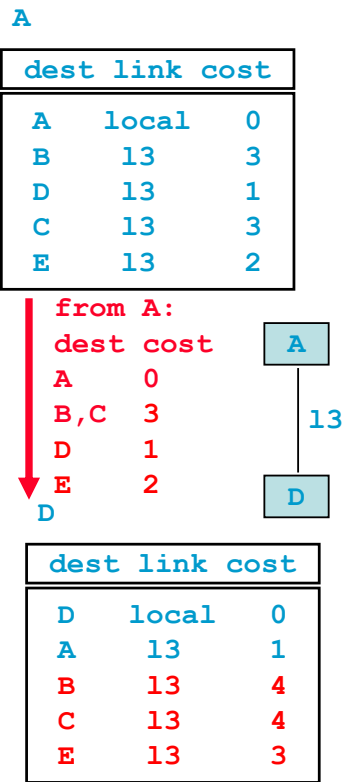 A
dest link cost
A local 0
B l3 3
D l3 1
C l3 3
E l3 2
from A:
dest cost
A 0
B,C 3
D 1
E 2
A
l3
D
D
dest link cost
D local 0
A l3 1
B l3 4
C l3 4
E l3 3